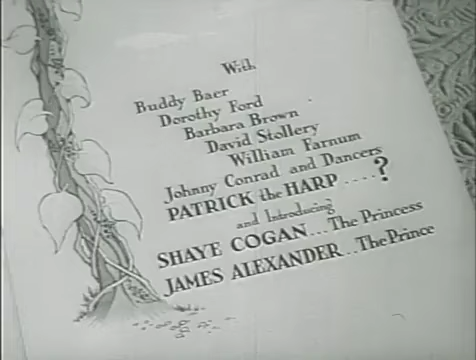 With
Buddy Baer
Dorothy Ford
Barbara Brown
David Stollery
William Farnum
Johnny Conrad and Dancers
PATRICK the HARP ....?
and Introducing
SHAYE COGAN...The Princess
JAMES ALEXANDER..The Prince